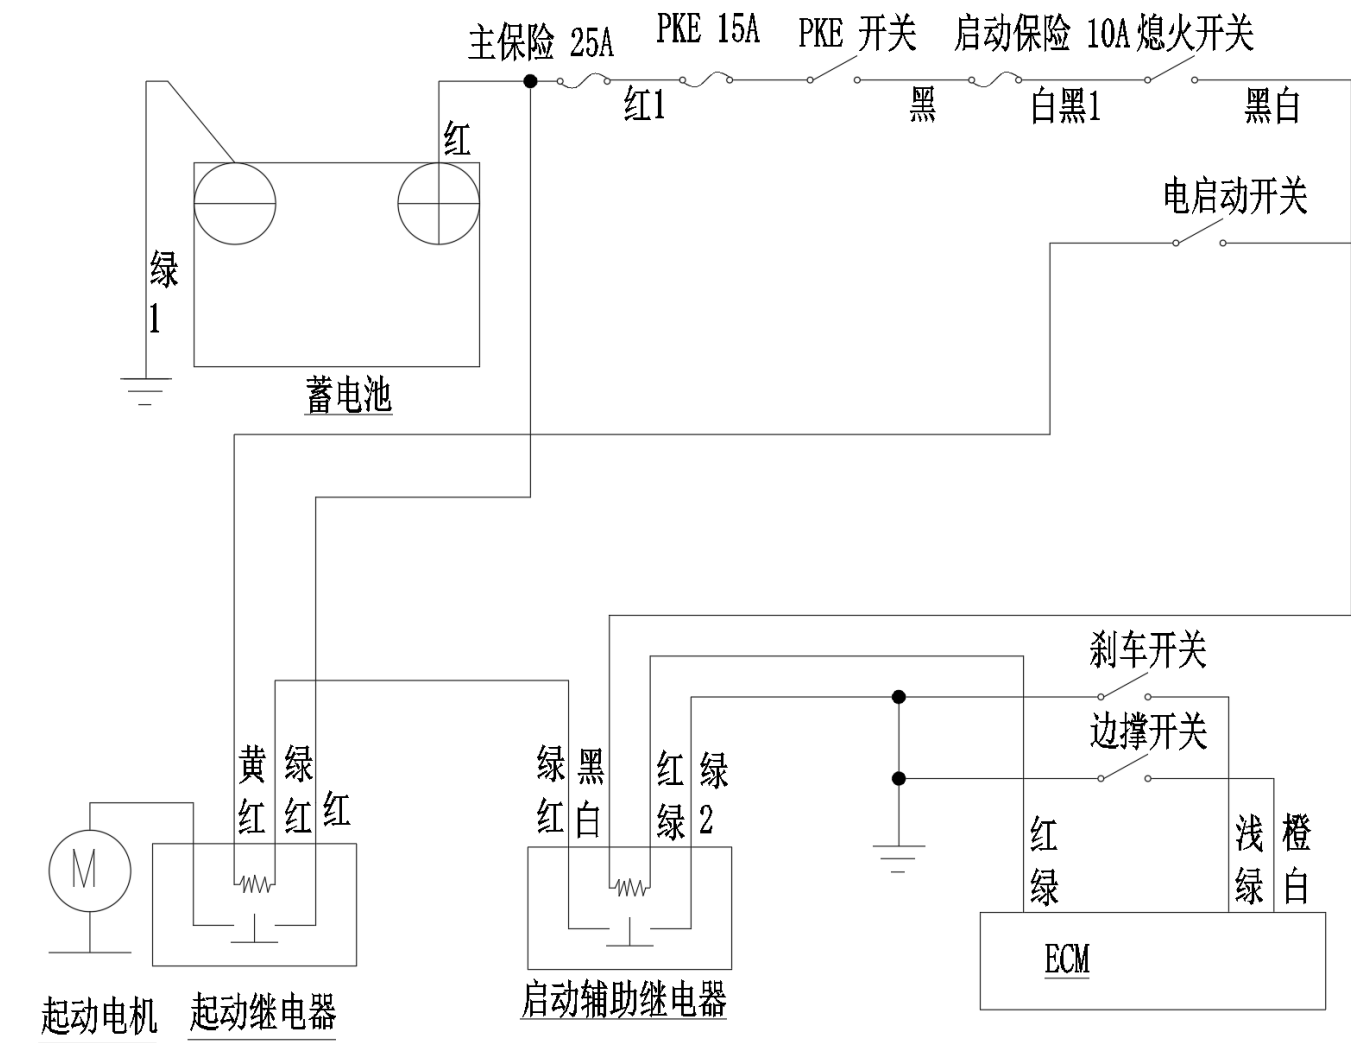 主保险 25A
PKE 15A
PKE 开关
启动保险 10A
熄火开关
红1
黑
白黑1
黑白
红
电启动开关
绿1
蓄电池
刹车开关
边撑开关
黄红
绿红
红
绿红
黑白
红绿
绿2
红绿
浅绿
橙白
M
ECM
起动电机
起动继电器
启动辅助继电器